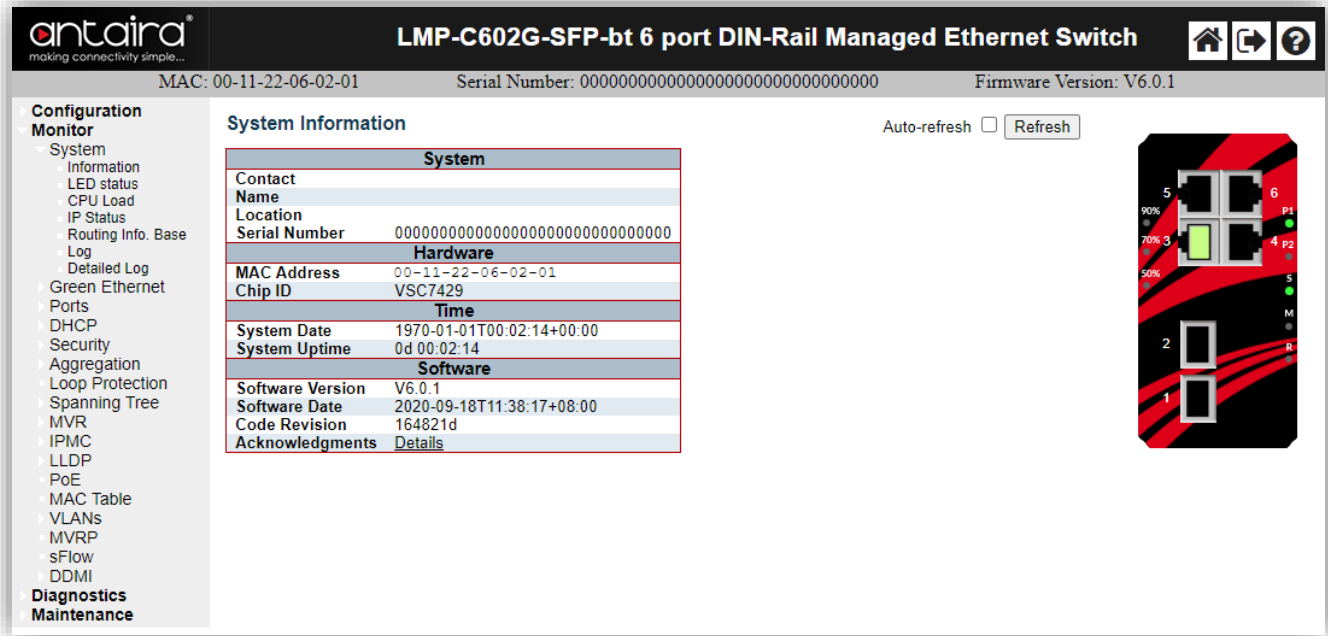 antaira®
making connectivity simple...
LMP-C602G-SFP-bt 6 port DIN-Rail Managed Ethernet Switch
MAC: 00-11-22-06-02-01 Serial Number: 0000000000000000000000000000000 Firmware Version: V6.0.1
Configuration
Monitor
System
Information
LED status
CPU Load
IP Status
Routing Info. Base
Log
Detailed Log
Green Ethernet
Ports
DHCP
Security
Aggregation
Loop Protection
Spanning Tree
MVR
IPMC
LLDP
PoE
MAC Table
VLANs
MVRP
sFlow
DDMI
Diagnostics
Maintenance
System Information
Auto-refresh Refresh
System
Contact
Name
Location
Serial Number 0000000000000000000000000000000
Hardware
MAC Address 00-11-22-06-02-01
Chip ID VSC7429
Time
System Date 1970-01-01T00:02:14+00:00
System Uptime 0d 00:02:14
Software
Software Version V6.0.1
Software Date 2020-09-18T11:38:17+08:00
Code Revision 164821d
Acknowledgments Details
5 6
90% P1
70% 3 4 P2
50% S
M
2 R
1